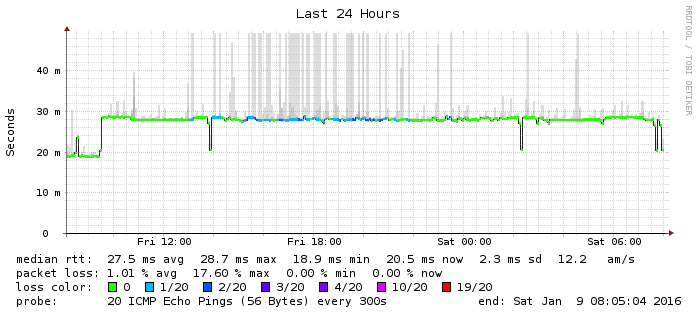 Last 24 Hours
RRDTOOL / TOBI OETIKER
Seconds
40 m
30 m
20 m
10 m
0
Fri 12:00 Fri 18:00 Sat 00:00 Sat 06:00
median rtt: 27.5 ms avg 28.7 ms max 18.9 ms min 20.5 ms now 2.3 ms sd 12.2 am/s
packet loss: 1.01 % avg 17.60 % max 0.00 % min 0.00 % now
loss color: 0 1/20 2/20 3/20 4/20 10/20 19/20
probe: 20 ICMP Echo Pings (56 Bytes) every 300s end: Sat Jan 9 08:05:04 2016